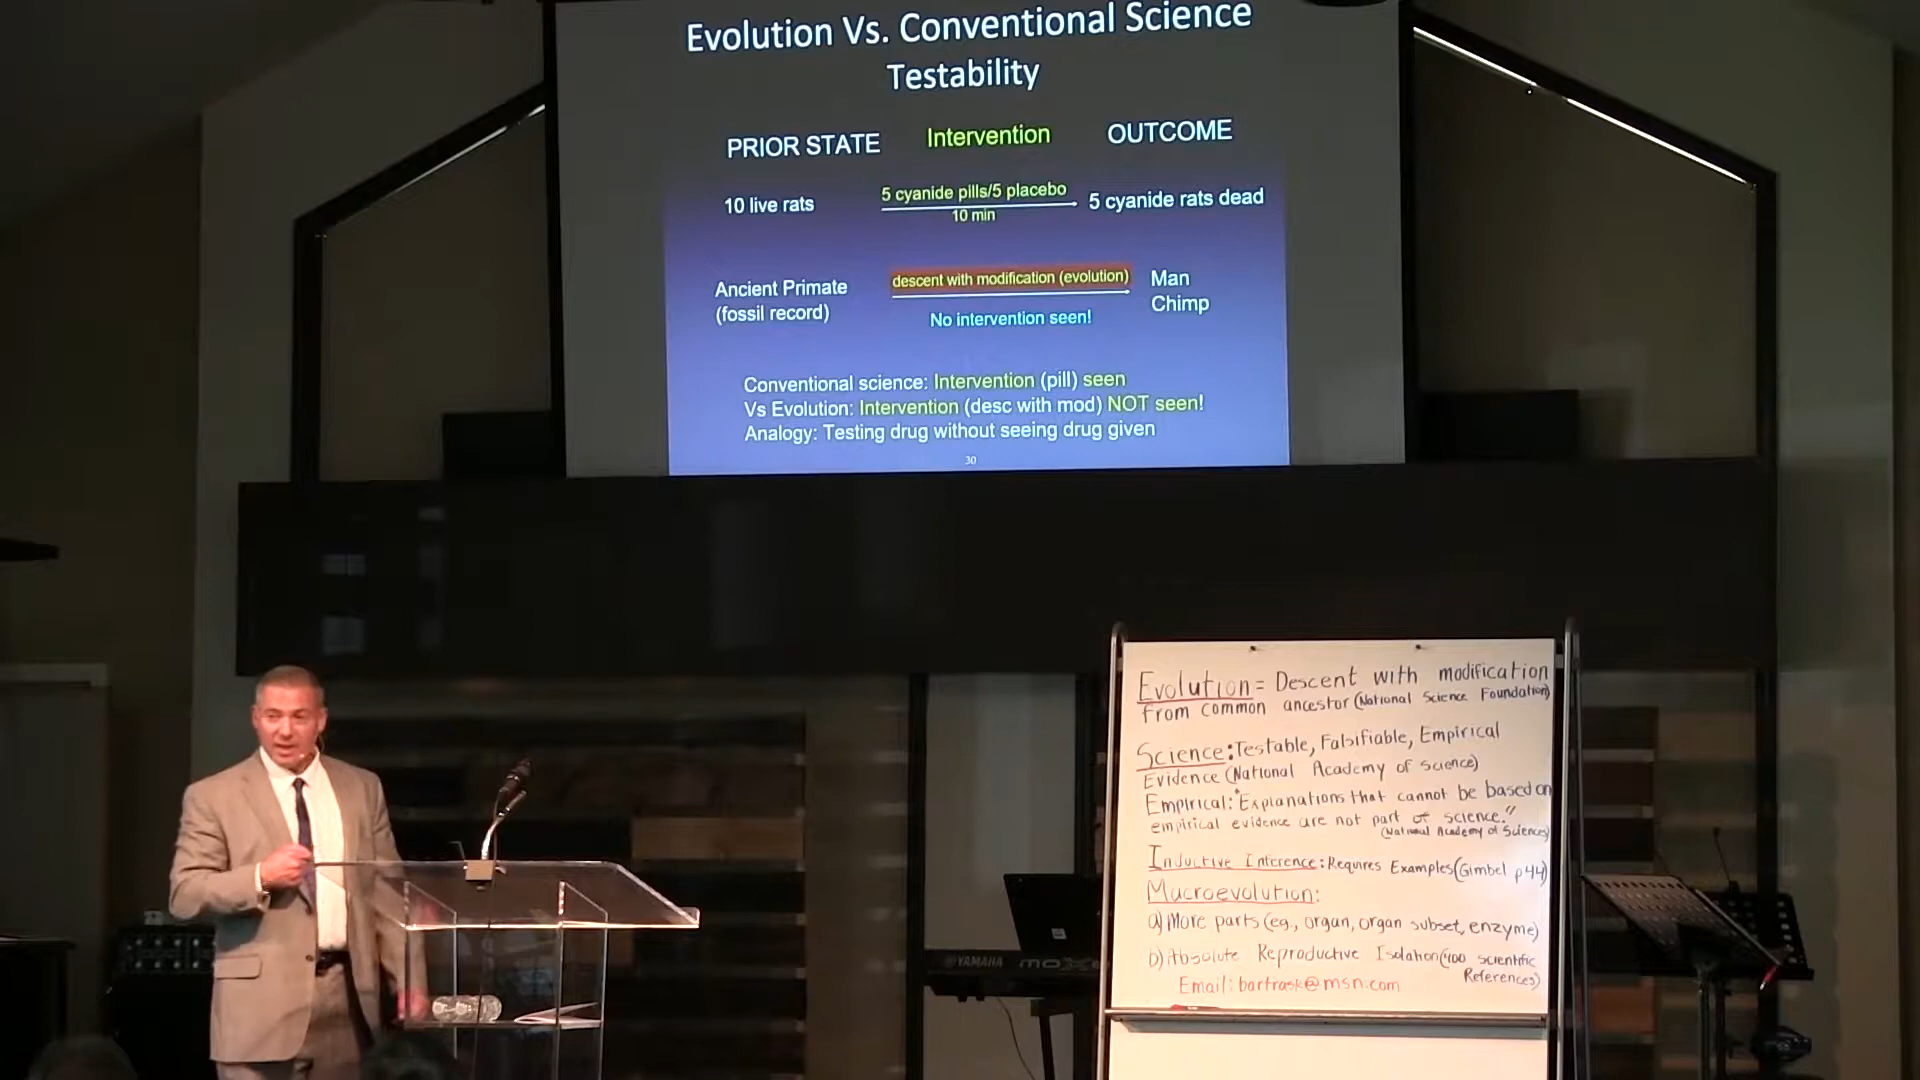 Evolution Vs. Conventional Science
Testability
PRIOR STATE Intervention OUTCOME
10 live rats 5 cyanide pills/5 placebo 5 cyanide rats dead
10 min
Ancient Primate descent with modification (evolution) Man
(fossil record) No intervention seen! Chimp
Conventional science: Intervention (pill) seen
Vs Evolution: Intervention (desc with mod) NOT seen!
Analogy: Testing drug without seeing drug given
30
Evolution = Descent with modification
from common ancestor (National Science Foundation)
Science: Testable, Falsifiable, Empirical
Evidence (National Academy of Science)
Empirical: "Explanations that cannot be based on
empirical evidence are not part of science."
(National Academy of Sciences)
Inductive Inference: Requires Examples (Gimbel p44)
Macroevolution:
a) More parts (eg., organ, organ subset, enzyme)
b) Absolute Reproductive Isolation (400 scientific
References)
Email: bartrask@msn.com
YAMAHA